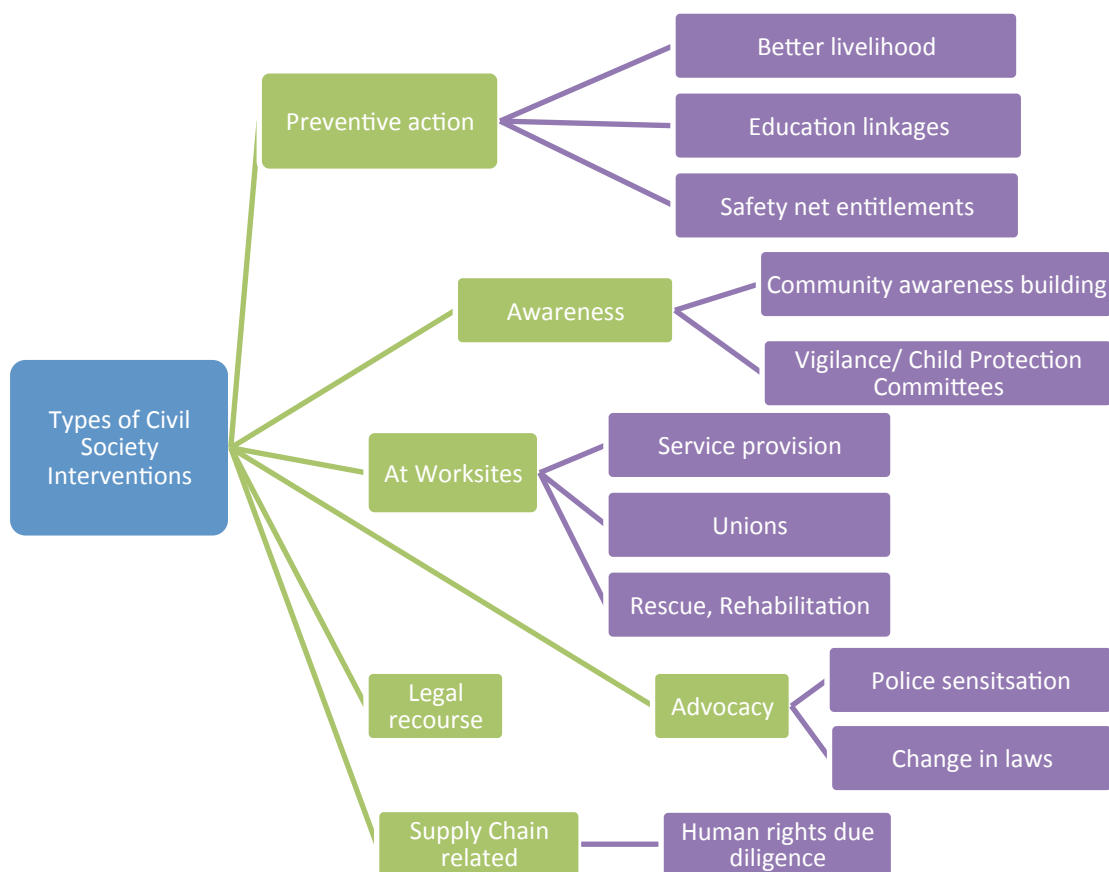 Better livelihood
Preventive action
Education linkages
Safety net entitlements
Community awareness building
Awareness
Vigilance/ Child Protection
Committees
Types of Civil
Society
Interventions
Service provision
At Worksites
Unions
Rescue, Rehabilitation
Legal
recourse
Police sensitsation
Advocacy
Change in laws
Supply Chain
related
Human rights due
diligence